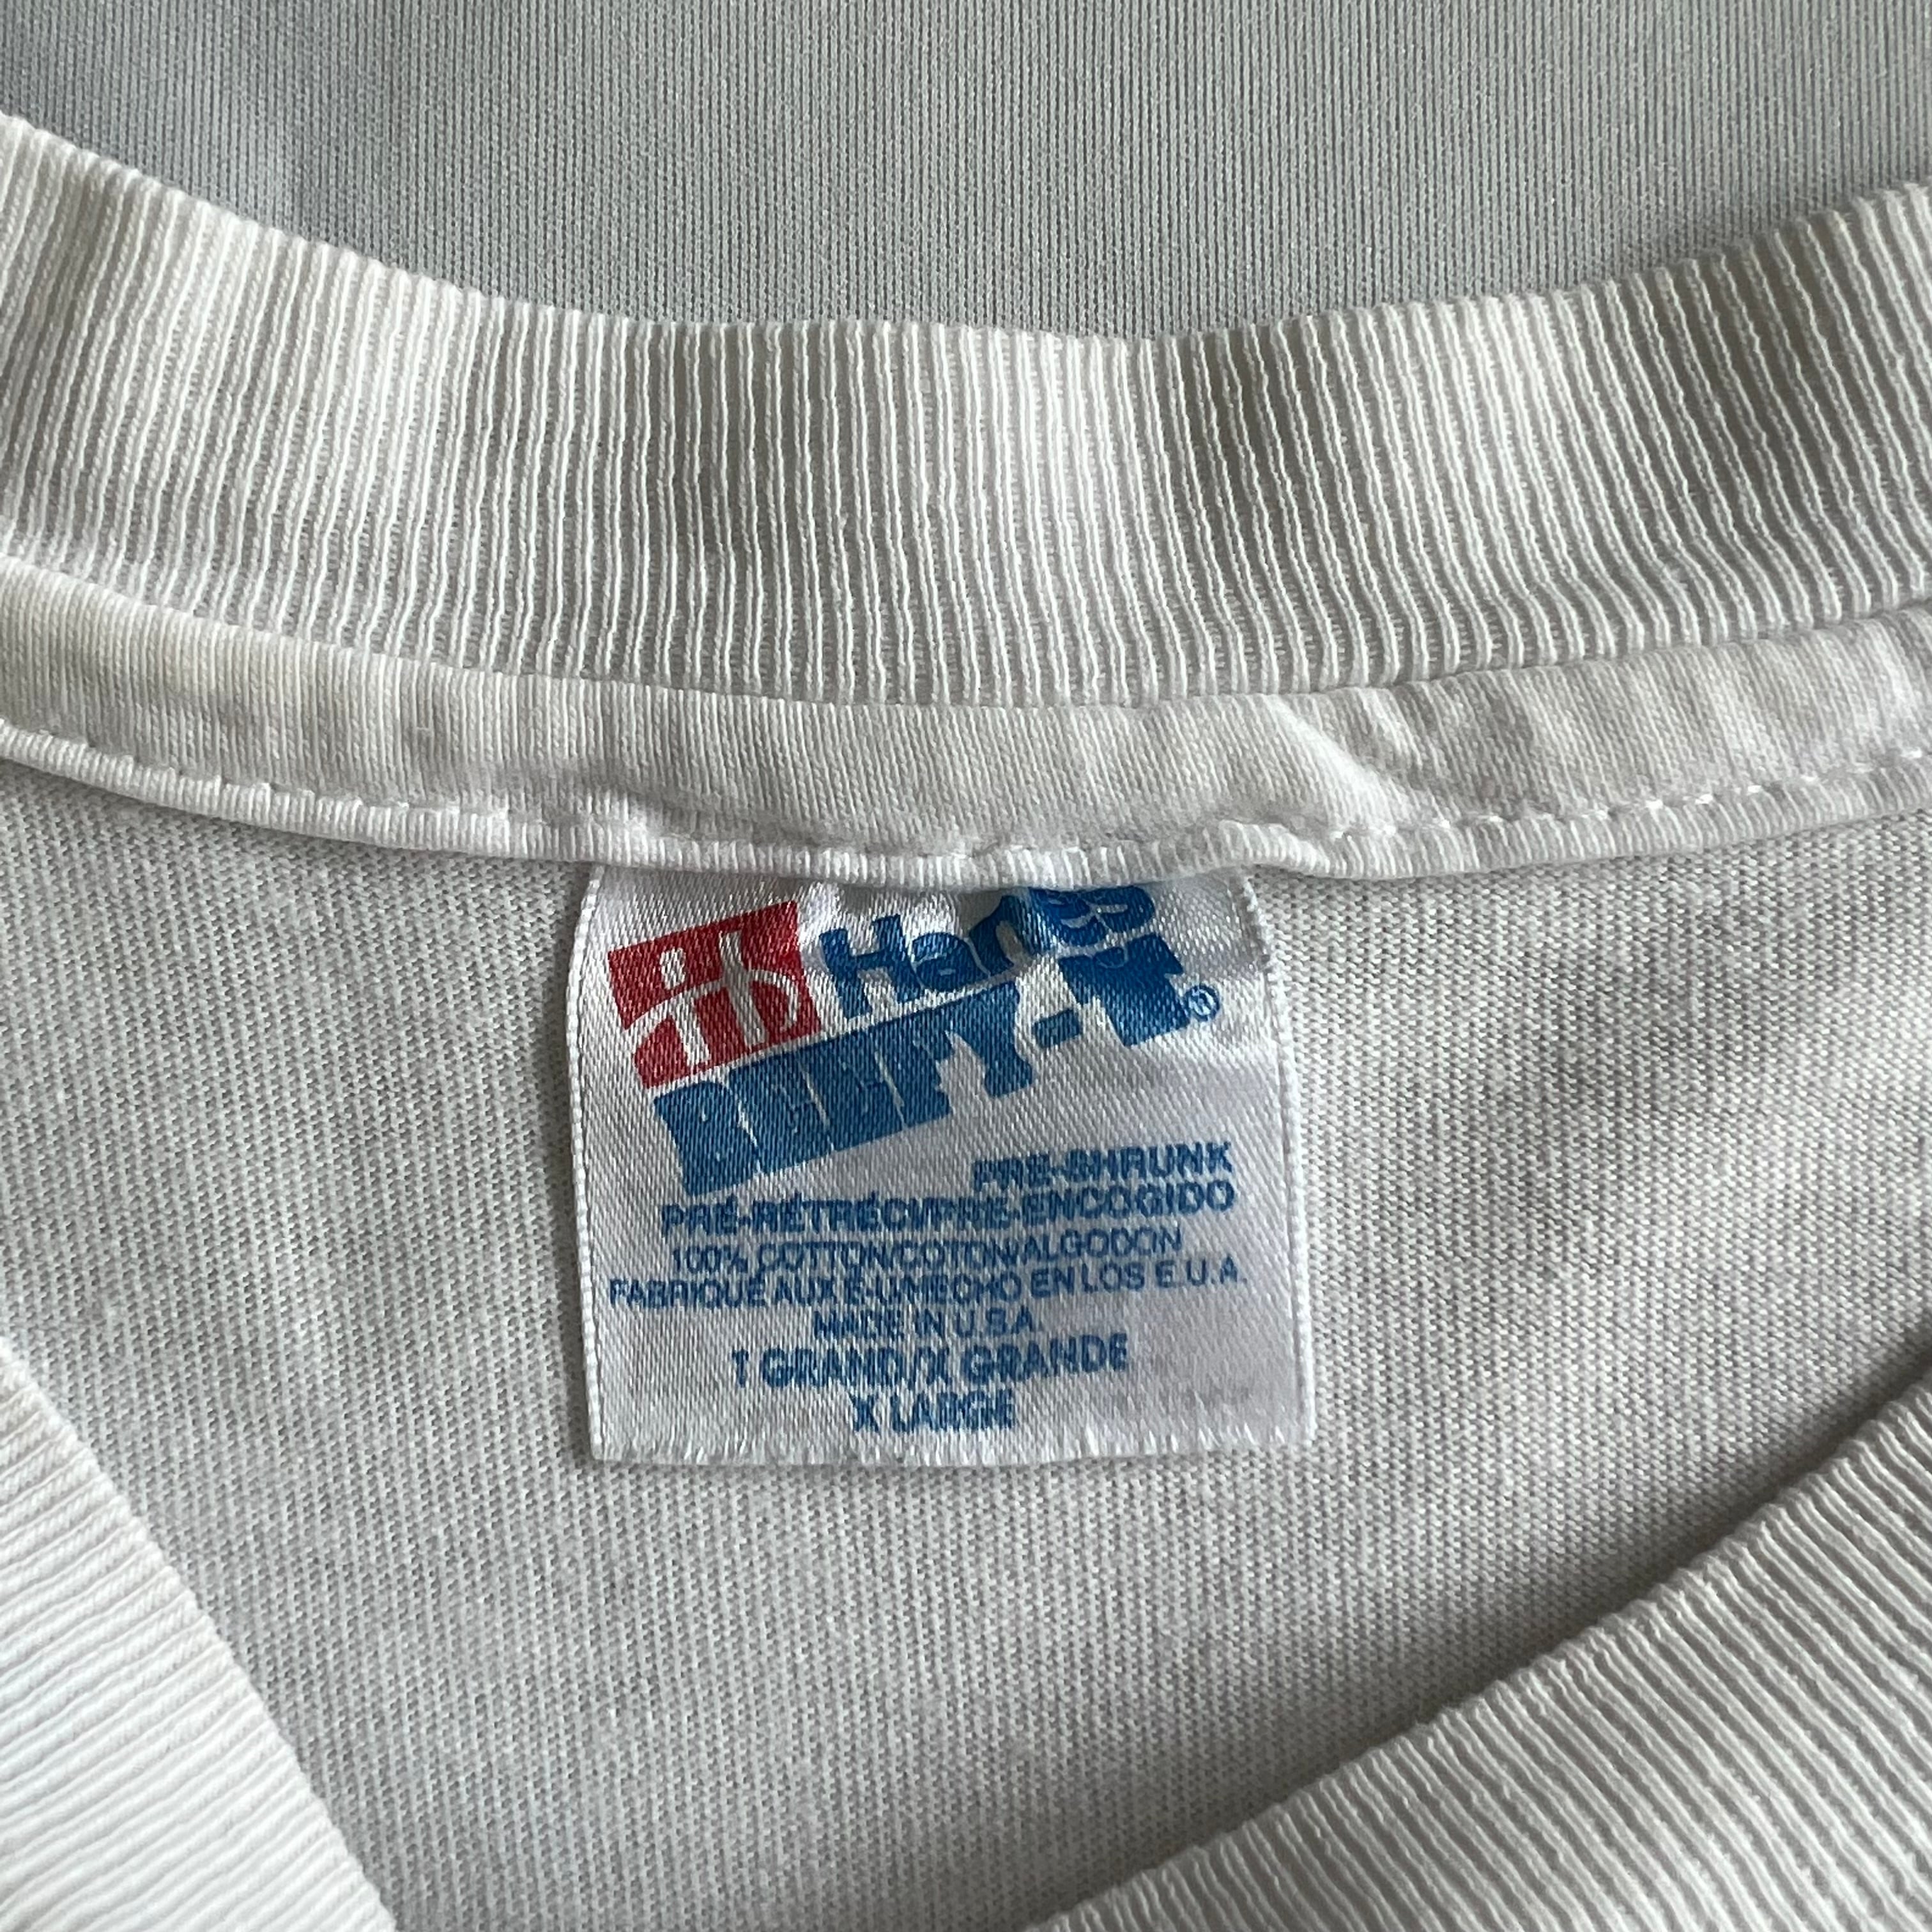 Hanes
BEEFY-T®
PRE-SHRUNK
PRÉ-RÉTRÉCI/PRE-ENCOGIDO
100% COTTON/COTON/ALGODON
FABRIQUÉ AUX É-U/HECHO EN LOS E.U.A.
MADE IN U.S.A.
T GRAND/X GRANDE
X LARGE